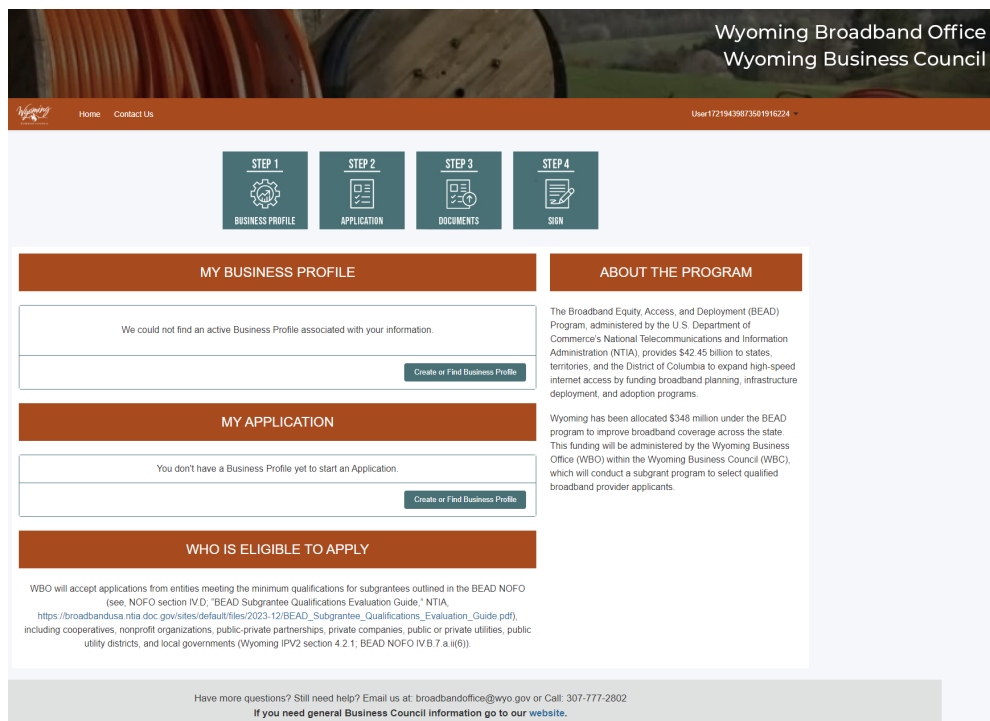 Wyoming Broadband Office
Wyoming Business Council
Wyoming
Home
Contact Us
User17219439873501916224
STEP 1
BUSINESS PROFILE
STEP 2
APPLICATION
STEP 3
DOCUMENTS
STEP 4
SIGN
MY BUSINESS PROFILE
We could not find an active Business Profile associated with your information.
Create or Find Business Profile
MY APPLICATION
You don't have a Business Profile yet to start an Application.
Create or Find Business Profile
WHO IS ELIGIBLE TO APPLY
WBO will accept applications from entities meeting the minimum qualifications for subgrantees outlined in the BEAD NOFO
(see, NOFO section IV.D; "BEAD Subgrantee Qualifications Evaluation Guide," NTIA,
https://broadbandusa.ntia.doc.gov/sites/default/files/2023-12/BEAD_Subgrantee_Qualifications_Evaluation_Guide.pdf),
including cooperatives, nonprofit organizations, public-private partnerships, private companies, public or private utilities, public
utility districts, and local governments (Wyoming IPV2 section 4.2.1; BEAD NOFO IV.B.7.a.ii(6)).
ABOUT THE PROGRAM
The Broadband Equity, Access, and Deployment (BEAD)
Program, administered by the U.S. Department of
Commerce's National Telecommunications and Information
Administration (NTIA), provides $42.45 billion to states,
territories, and the District of Columbia to expand high-speed
internet access by funding broadband planning, infrastructure
deployment, and adoption programs.
Wyoming has been allocated $348 million under the BEAD
program to improve broadband coverage across the state.
This funding will be administered by the Wyoming Business
Office (WBO) within the Wyoming Business Council (WBC),
which will conduct a subgrant program to select qualified
broadband provider applicants.
Have more questions? Still need help? Email us at: broadbandoffice@wyo.gov or Call: 307-777-2802
If you need general Business Council information go to our website.